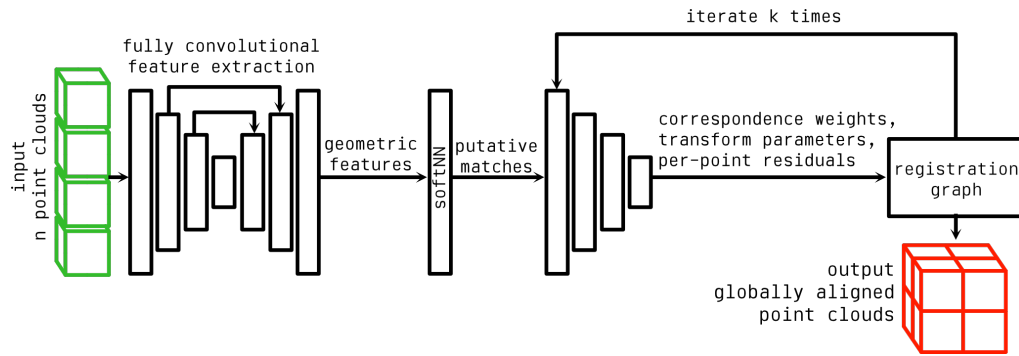 iterate k times
fully convolutional
feature extraction
input
n point clouds
geometric
features
softNN
putative
matches
correspondence weights,
transform parameters,
per-point residuals
registration
graph
output
globally aligned
point clouds